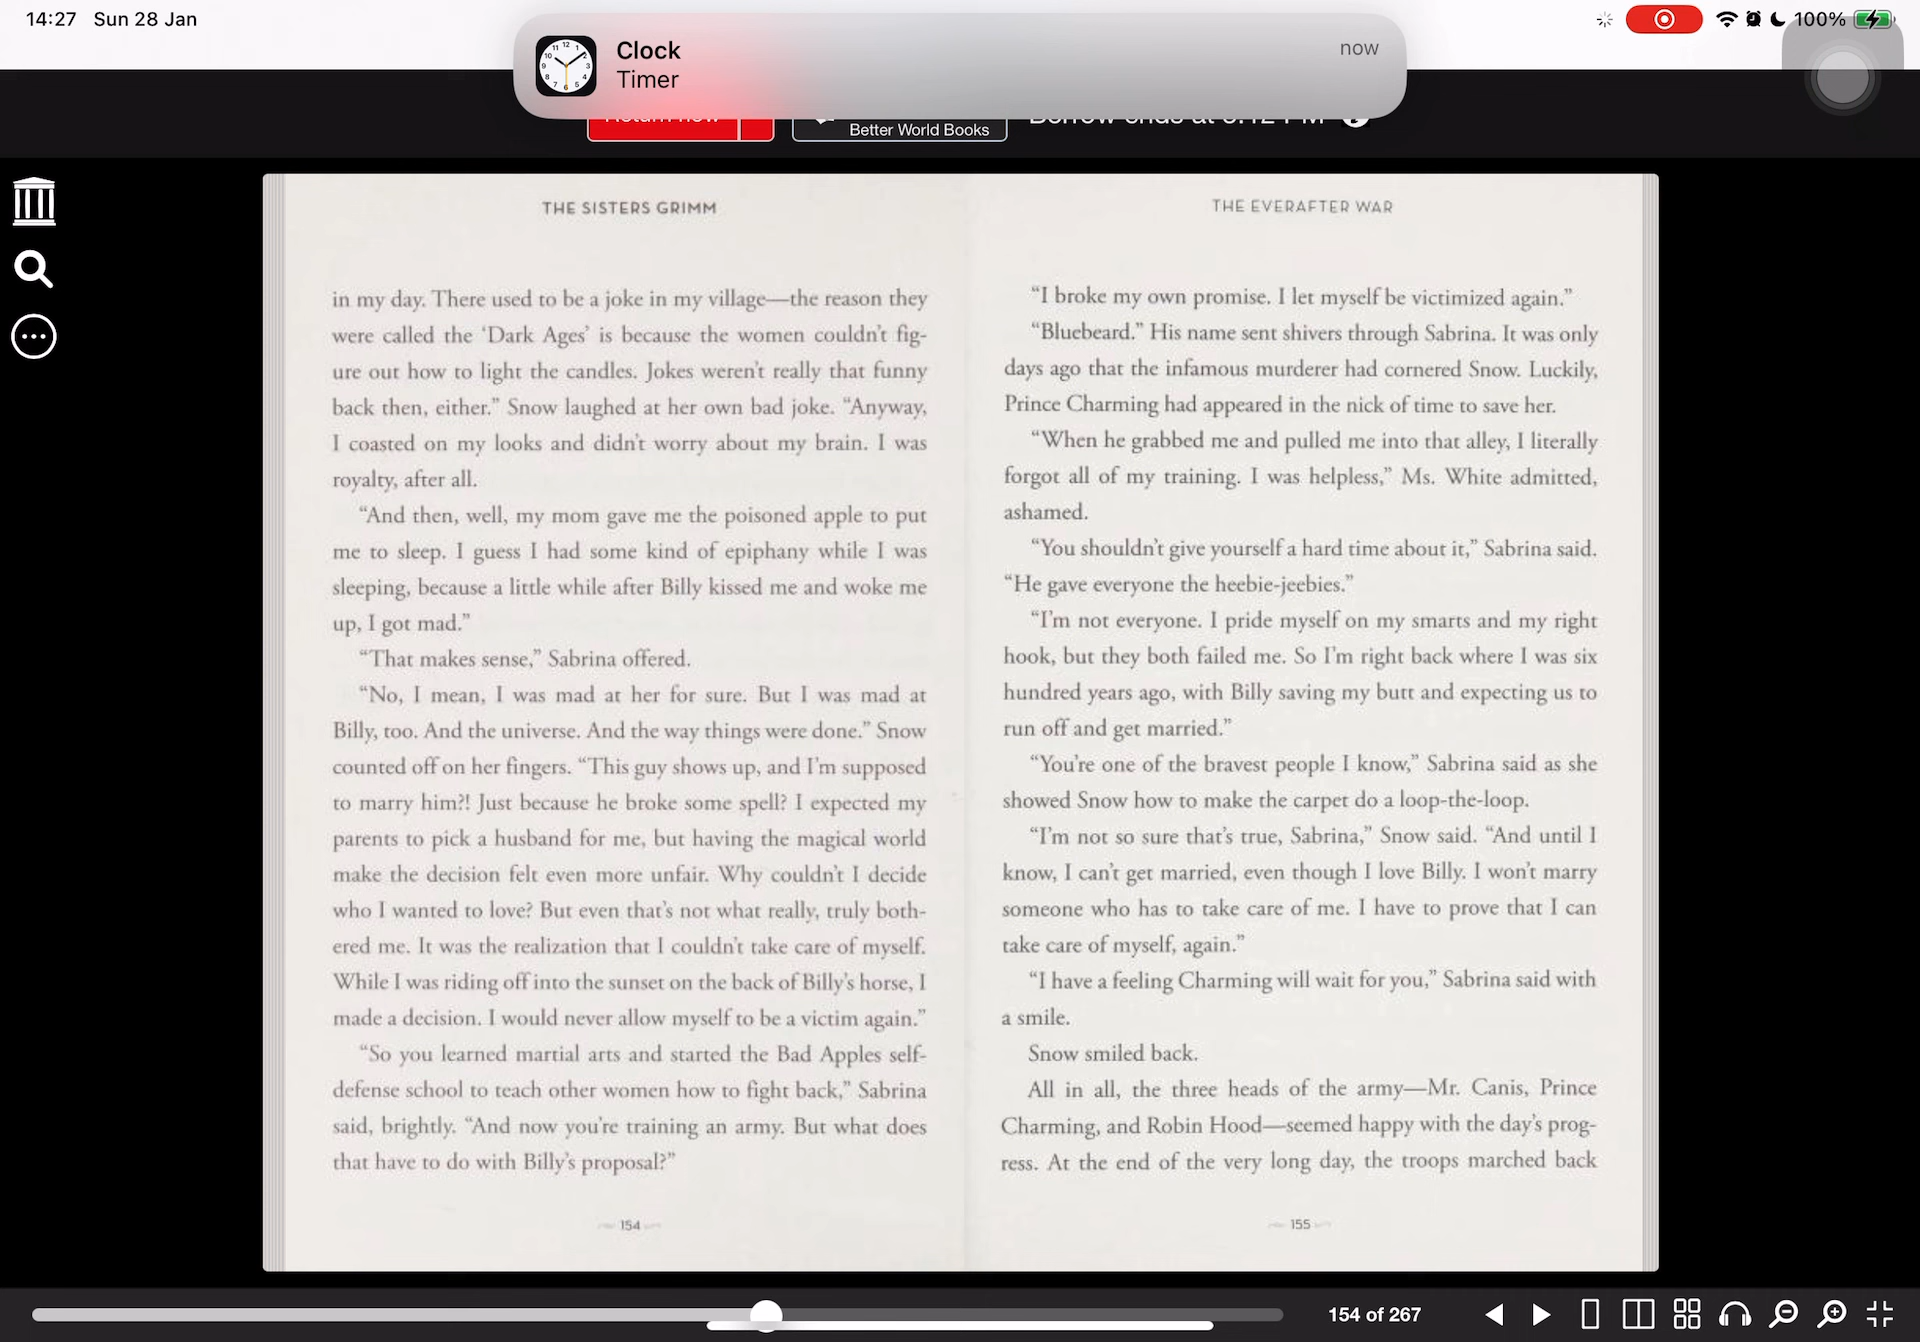 14:27 Sun 28 Jan
100%
Clock
now
Timer
Return now
Better World Books
Borrow ends at
THE SISTERS GRIMM
in my day. There used to be a joke in my village—the reason they
were called the ‘Dark Ages’ is because the women couldn’t fig-
ure out how to light the candles. Jokes weren’t really that funny
back then, either.” Snow laughed at her own bad joke. “Anyway,
I coasted on my looks and didn’t worry about my brain. I was
royalty, after all.
“And then, well, my mom gave me the poisoned apple to put
me to sleep. I guess I had some kind of epiphany while I was
sleeping, because a little while after Billy kissed me and woke me
up, I got mad.”
“That makes sense,” Sabrina offered.
“No, I mean, I was mad at her for sure. But I was mad at
Billy, too. And the universe. And the way things were done.” Snow
counted off on her fingers. “This guy shows up, and I’m supposed
to marry him?! Just because he broke some spell? I expected my
parents to pick a husband for me, but having the magical world
make the decision felt even more unfair. Why couldn’t I decide
who I wanted to love? But even that’s not what really, truly both-
ered me. It was the realization that I couldn’t take care of myself.
While I was riding off into the sunset on the back of Billy’s horse, I
made a decision. I would never allow myself to be a victim again.”
“So you learned martial arts and started the Bad Apples self-
defense school to teach other women how to fight back,” Sabrina
said, brightly. “And now you’re training an army. But what does
that have to do with Billy’s proposal?”
154
THE EVERAFTER WAR
“I broke my own promise. I let myself be victimized again.”
“Bluebeard.” His name sent shivers through Sabrina. It was only
days ago that the infamous murderer had cornered Snow. Luckily,
Prince Charming had appeared in the nick of time to save her.
“When he grabbed me and pulled me into that alley, I literally
forgot all of my training. I was helpless,” Ms. White admitted,
ashamed.
“You shouldn’t give yourself a hard time about it,” Sabrina said.
“He gave everyone the heebie-jeebies.”
“I’m not everyone. I pride myself on my smarts and my right
hook, but they both failed me. So I’m right back where I was six
hundred years ago, with Billy saving my butt and expecting us to
run off and get married.”
“You’re one of the bravest people I know,” Sabrina said as she
showed Snow how to make the carpet do a loop-the-loop.
“I’m not so sure that’s true, Sabrina,” Snow said. “And until I
know, I can’t get married, even though I love Billy. I won’t marry
someone who has to take care of me. I have to prove that I can
take care of myself, again.”
“I have a feeling Charming will wait for you,” Sabrina said with
a smile.
Snow smiled back.
All in all, the three heads of the army—Mr. Canis, Prince
Charming, and Robin Hood—seemed happy with the day’s prog-
ress. At the end of the very long day, the troops marched back
155
154 of 267